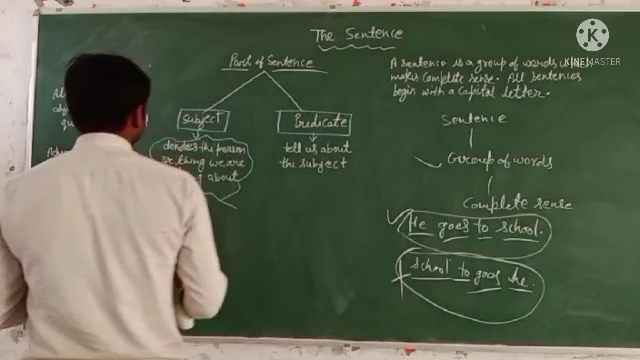 The Sentence
Part of Sentence
Subject
denotes the person
or thing we are
about
Predicate
tell us about
the subject
A sentence is a group of words
makes complete sense. All sentences
begin with a capital letter.
Sentence
Group of words
Complete sense
He goes to school.
School to goes he.
KINEMASTER